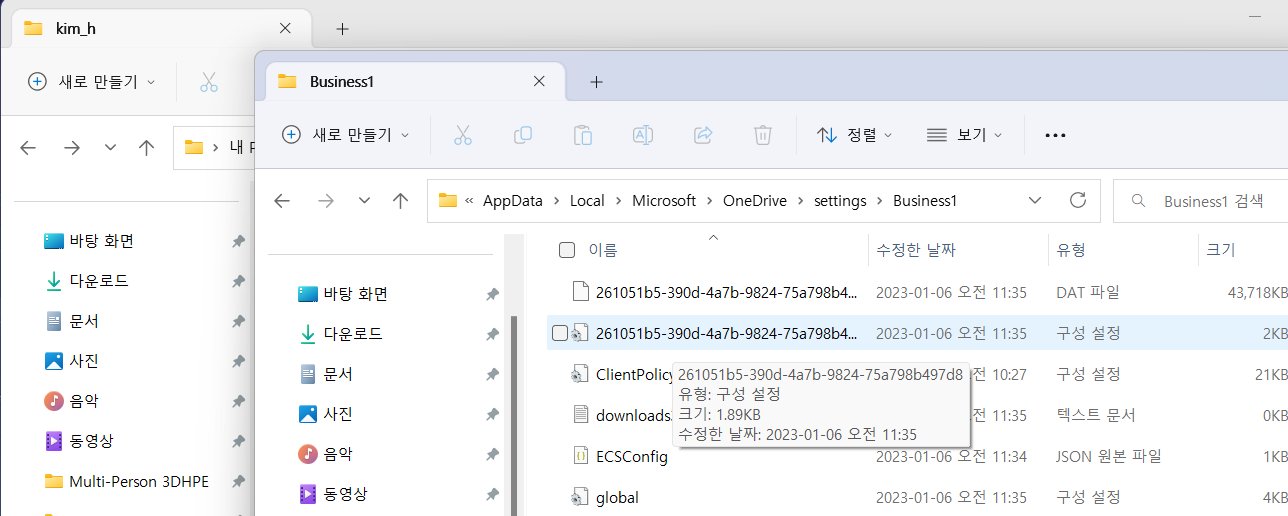 kim_h
새로 만들기
내
바탕 화면
다운로드
문서
사진
음악
동영상
Multi-Person 3DHPE
Business1
새로 만들기
정렬
보기
AppData Local Microsoft OneDrive settings Business1
Business1 검색
바탕 화면
다운로드
문서
사진
음악
동영상
이름 수정한 날짜 유형 크기
261051b5-390d-4a7b-9824-75a798b4... 2023-01-06 오전 11:35 DAT 파일 43,718KB
261051b5-390d-4a7b-9824-75a798b4... 2023-01-06 오전 11:35 구성 설정 2KB
ClientPolicy 오전 10:27 구성 설정 21KB
downloads 오전 11:35 텍스트 문서 0KB
ECSConfig 2023-01-06 오전 11:34 JSON 원본 파일 1KB
global 2023-01-06 오전 11:35 구성 설정 4KB
261051b5-390d-4a7b-9824-75a798b497d8
유형: 구성 설정
크기: 1.89KB
수정한 날짜: 2023-01-06 오전 11:35